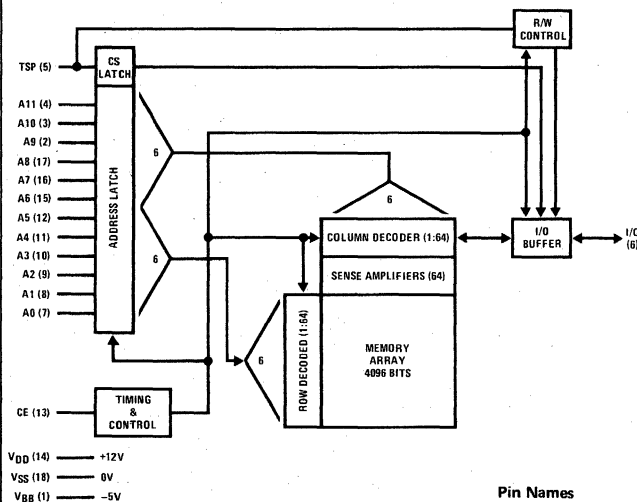 R/W
CONTROL
TSP (5)
CS
LATCH
A11 (4)
A10 (3)
A9 (2)
A8 (17)
A7 (16)
A6 (15)
A5 (12)
A4 (11)
A3 (10)
A2 (9)
A1 (8)
A0 (7)
ADDRESS LATCH
6
6
6
COLUMN DECODER (1:64)
I/O
BUFFER
I/O
(6)
SENSE AMPLIFIERS (64)
6
ROW DECODED (1:64)
MEMORY
ARRAY
4096 BITS
CE (13)
TIMING
&
CONTROL
VDD (14) +12V
VSS (18) 0V
VBB (1) −5V
Pin Names